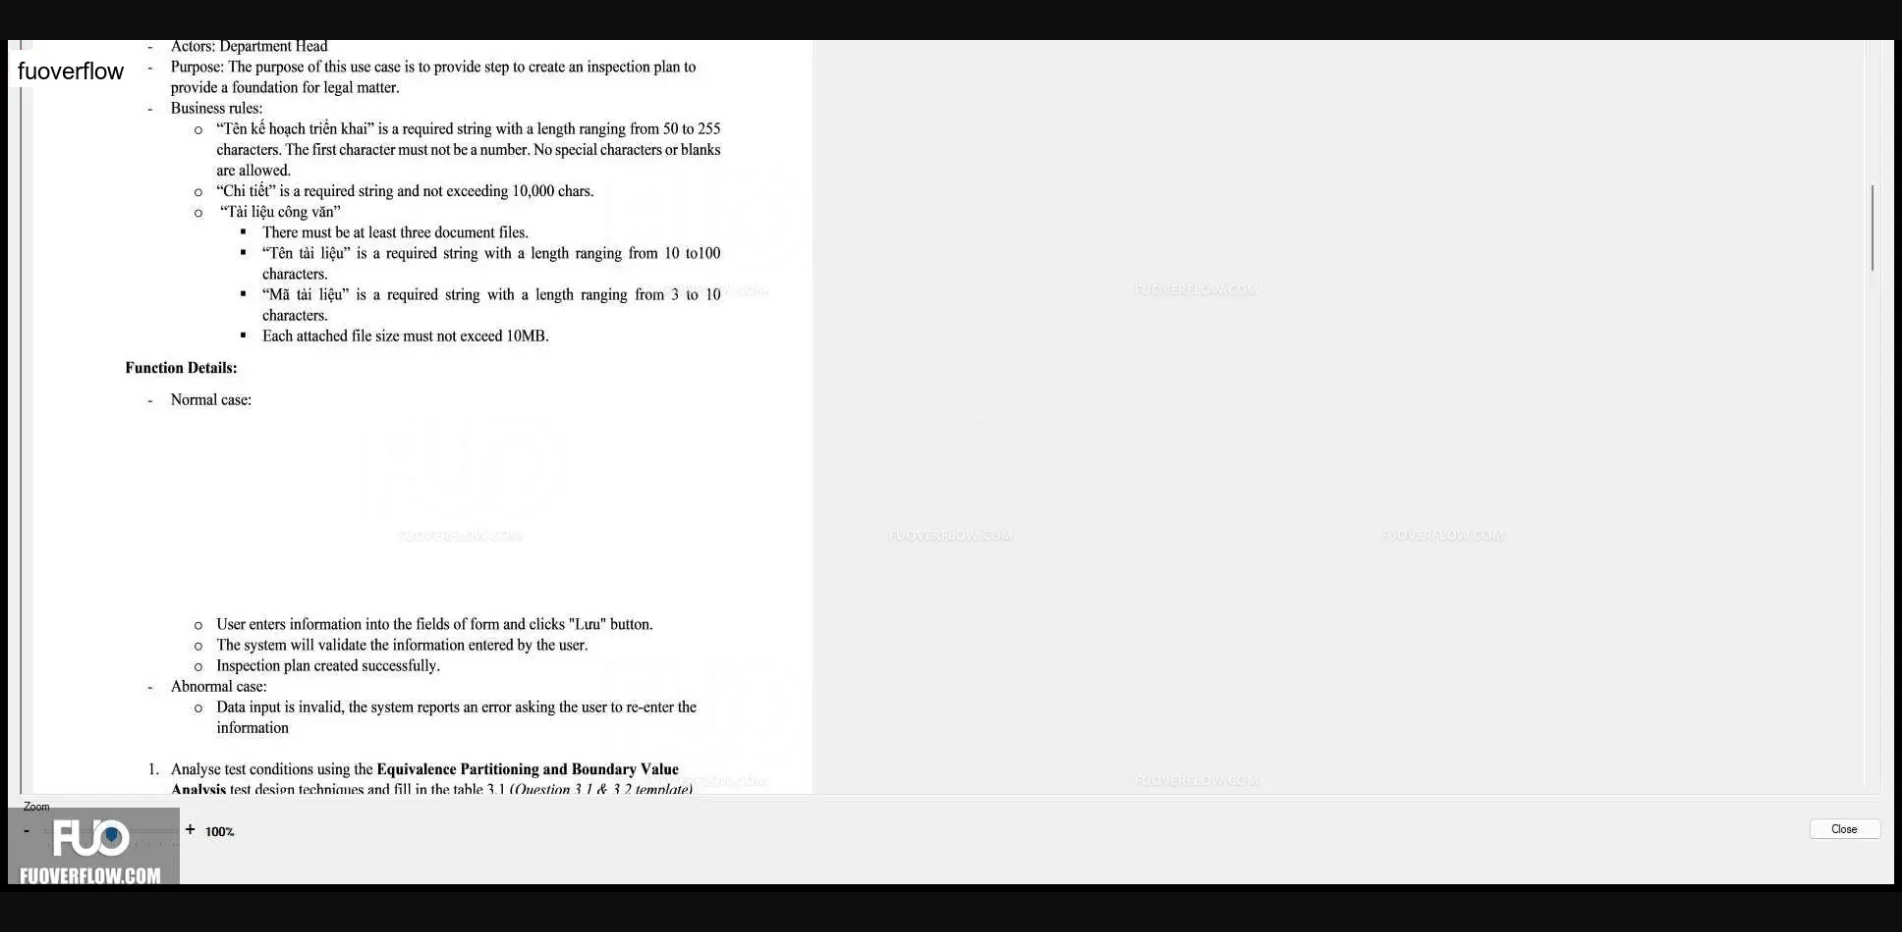 - Actors: Department Head
fuoverflow
- Purpose: The purpose of this use case is to provide step to create an inspection plan to
provide a foundation for legal matter.
- Business rules:
o “Tên kế hoạch triển khai” is a required string with a length ranging from 50 to 255
characters. The first character must not be a number. No special characters or blanks
are allowed.
o “Chi tiết” is a required string and not exceeding 10,000 chars.
o “Tài liệu công văn”
▪ There must be at least three document files.
▪ “Tên tài liệu” is a required string with a length ranging from 10 to100
characters.
▪ “Mã tài liệu” is a required string with a length ranging from 3 to 10
characters.
▪ Each attached file size must not exceed 10MB.
FUOVERFLOW.COM
Function Details:
- Normal case:
FUOVERFLOW.COM
FUOVERFLOW.COM
FUOVERFLOW.COM
o User enters information into the fields of form and clicks "Lưu" button.
o The system will validate the information entered by the user.
o Inspection plan created successfully.
- Abnormal case:
o Data input is invalid, the system reports an error asking the user to re-enter the
information
1. Analyse test conditions using the Equivalence Partitioning and Boundary Value
Analysis test design techniques and fill in the table 3.1 (Question 3.1 & 3.2 template)
FUOVERFLOW.COM
Zoom
- + 100%
FUO
FUOVERFLOW.COM
Close